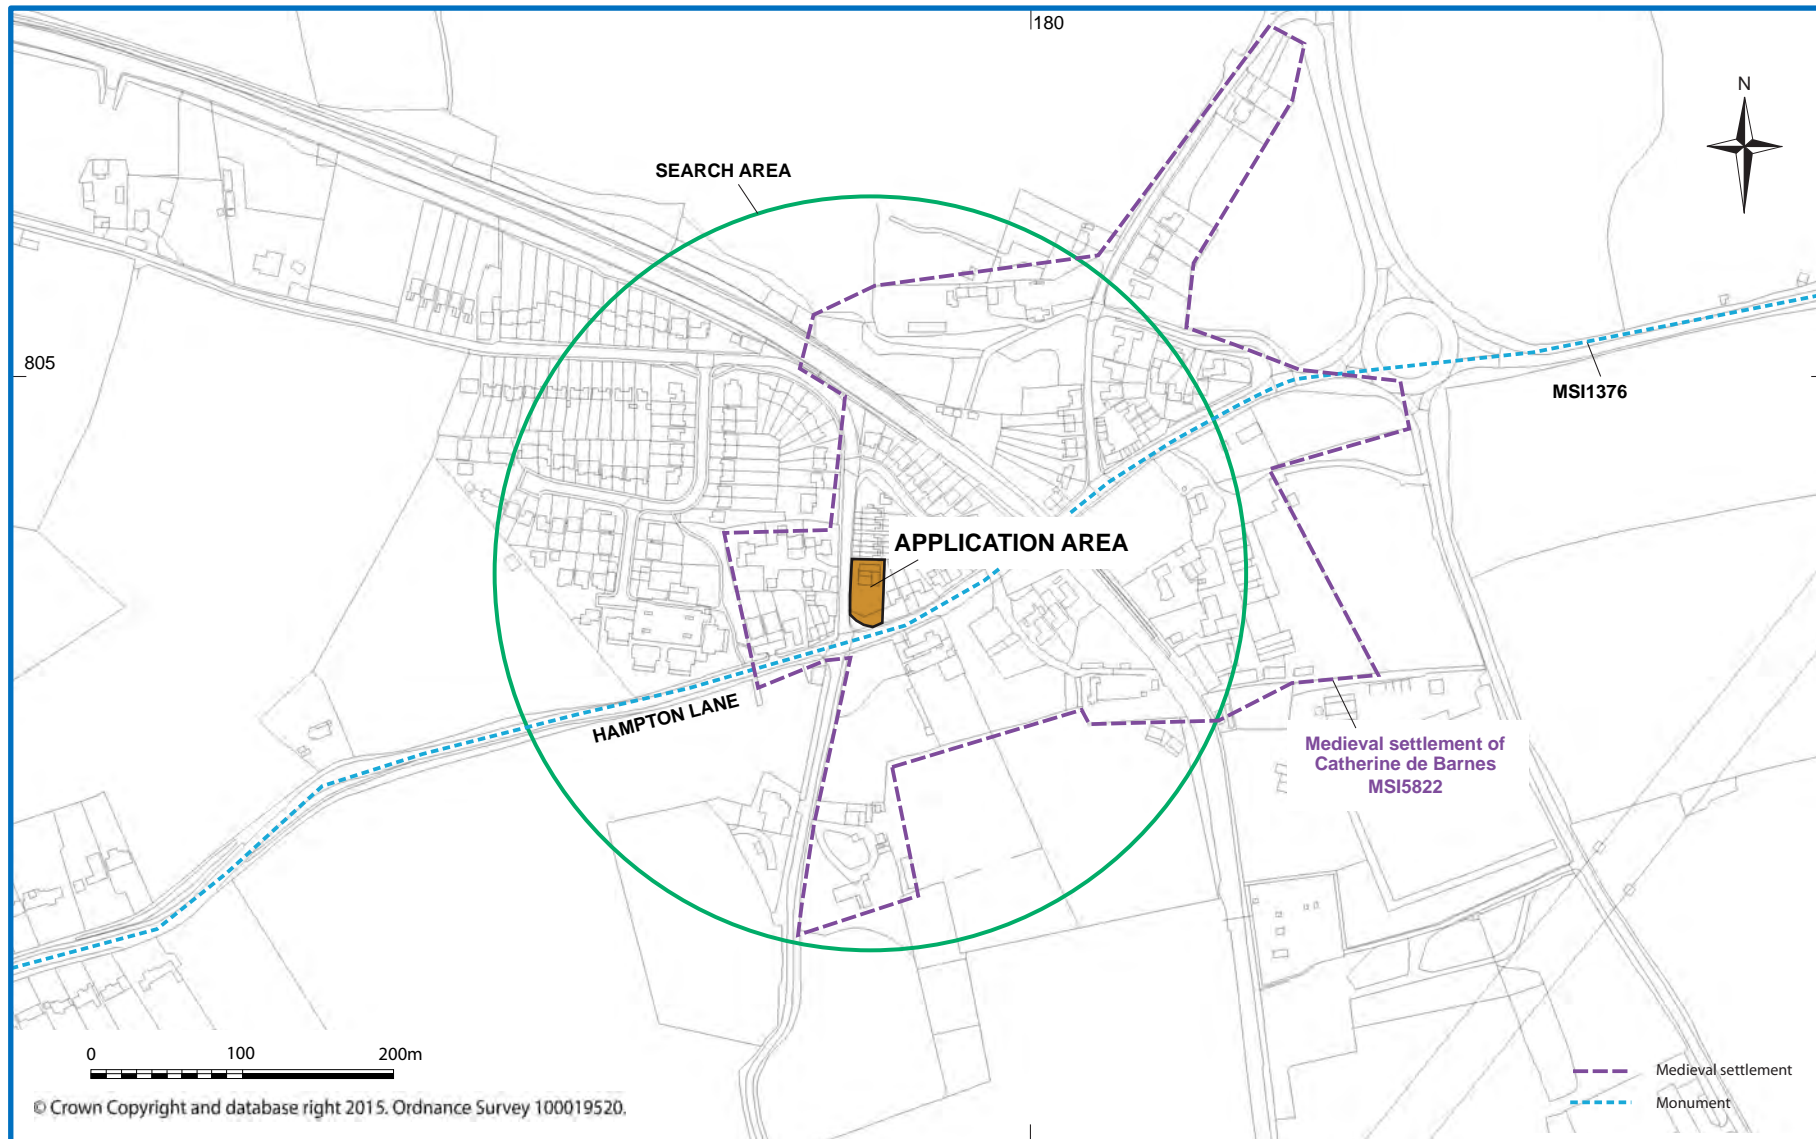 180
N
SEARCH AREA
805
MSI1376
APPLICATION AREA
HAMPTON LANE
Medieval settlement of
Catherine de Barnes
MSI5822
0 100 200m
Medieval settlement
Monument
© Crown Copyright and database right 2015. Ordnance Survey 100019520.